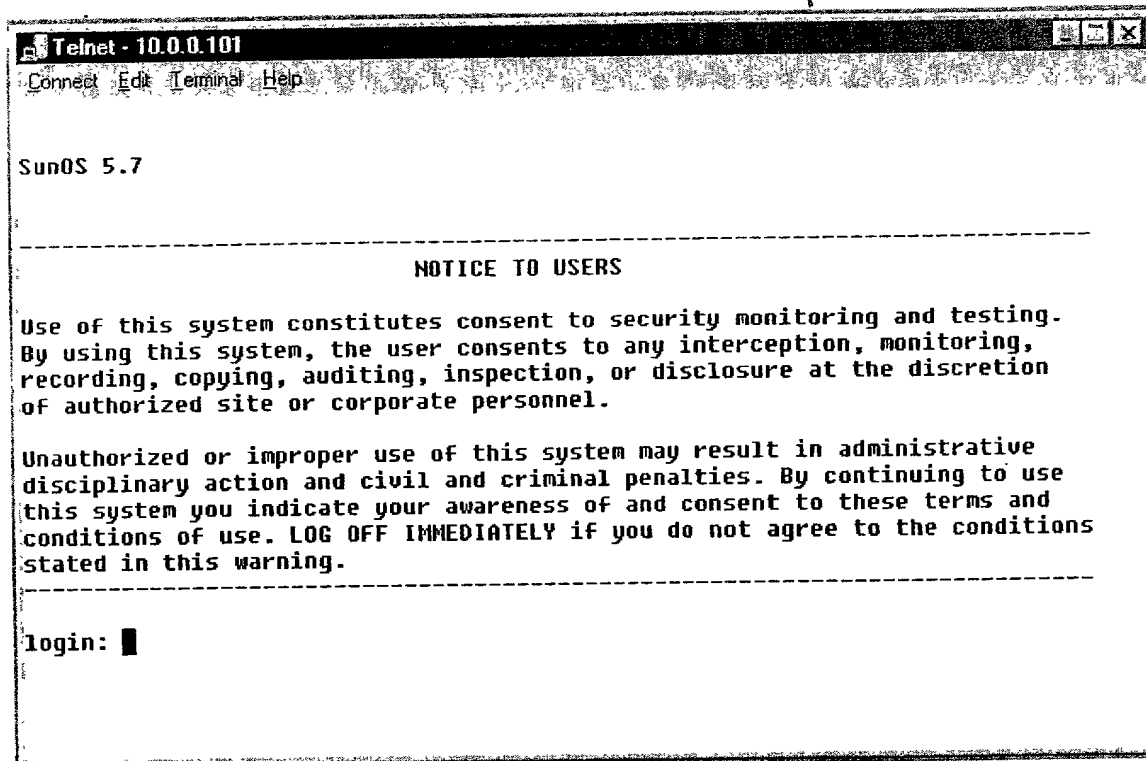 Telnet - 10.0.0.101
Connect Edit Terminal Help
SunOS 5.7
--------------------------------------------------------------------------------
NOTICE TO USERS
Use of this system constitutes consent to security monitoring and testing.
By using this system, the user consents to any interception, monitoring,
recording, copying, auditing, inspection, or disclosure at the discretion
of authorized site or corporate personnel.
Unauthorized or improper use of this system may result in administrative
disciplinary action and civil and criminal penalties. By continuing to use
this system you indicate your awareness of and consent to these terms and
conditions of use. LOG OFF IMMEDIATELY if you do not agree to the conditions
stated in this warning.
--------------------------------------------------------------------------------
login: